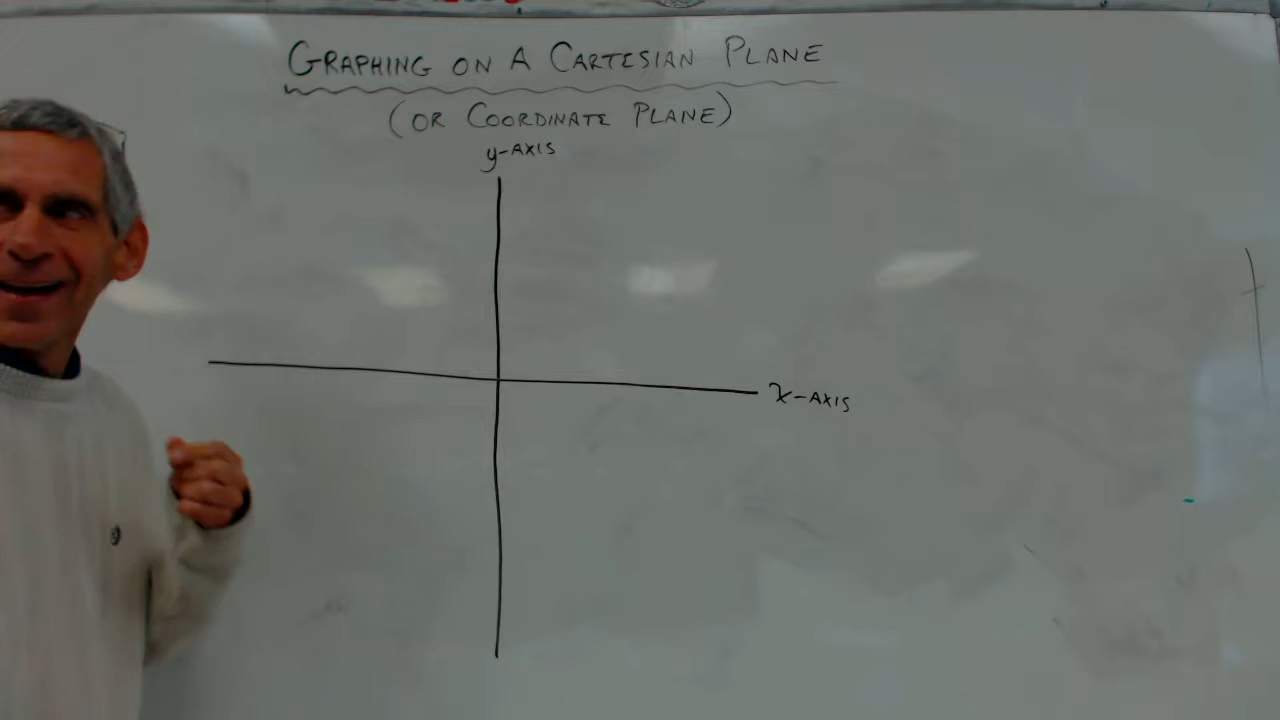 GRAPHING ON A CARTESIAN PLANE
(OR COORDINATE PLANE)
y-AXIS
x-AXIS